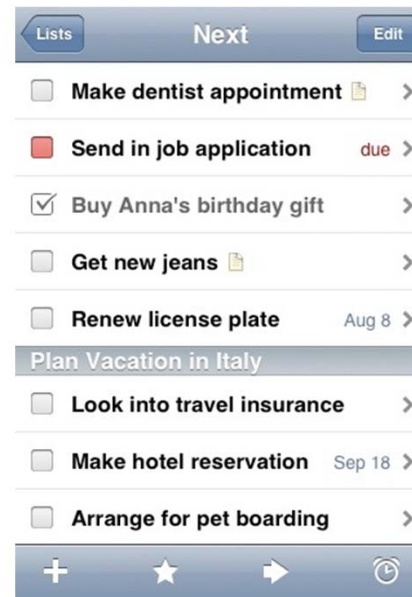 Lists Next Edit
Make dentist appointment
Send in job application due
Buy Anna's birthday gift
Get new jeans
Renew license plate Aug 8
Plan Vacation in Italy
Look into travel insurance
Make hotel reservation Sep 18
Arrange for pet boarding